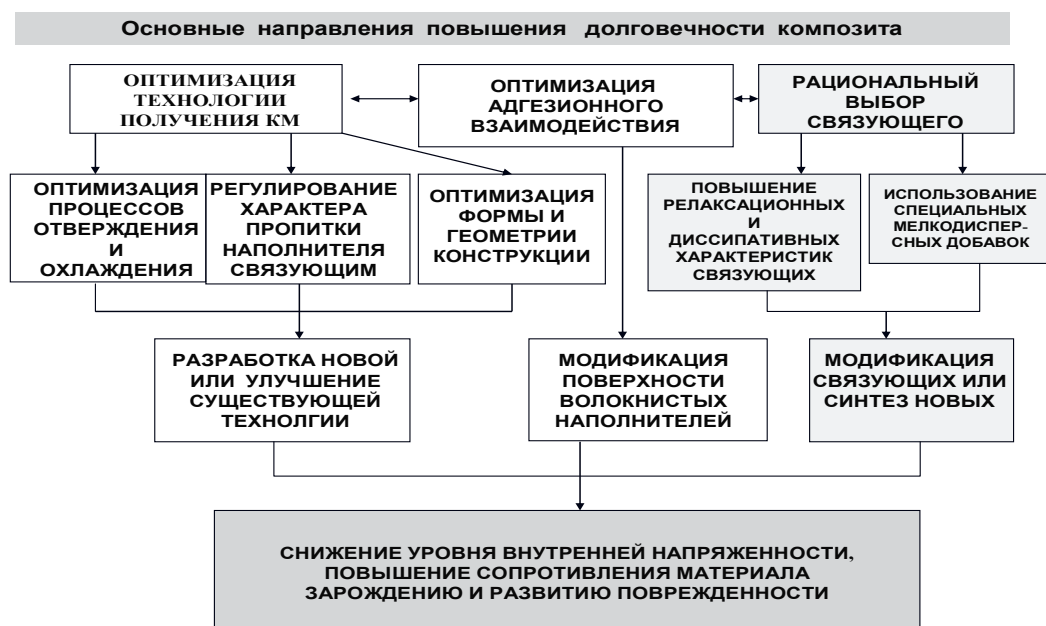 Основные направления повышения долговечности композита
ОПТИМИЗАЦИЯ
ТЕХНОЛОГИИ
ПОЛУЧЕНИЯ КМ
ОПТИМИЗАЦИЯ
АДГЕЗИОННОГО
ВЗАИМОДЕЙСТВИЯ
РАЦИОНАЛЬНЫЙ
ВЫБОР
СВЯЗУЮЩЕГО
ОПТИМИЗАЦИЯ
ПРОЦЕССОВ
ОТВЕРЖДЕНИЯ
И
ОХЛАЖДЕНИЯ
РЕГУЛИРОВАНИЕ
ХАРАКТЕРА
ПРОПИТКИ
НАПОЛНИТЕЛЯ
СВЯЗУЮЩИМ
ОПТИМИЗАЦИЯ
ФОРМЫ И
ГЕОМЕТРИИ
КОНСТРУКЦИИ
ПОВЫШЕНИЕ
РЕЛАКСАЦИОННЫХ
И
ДИССИПАТИВНЫХ
ХАРАКТЕРИСТИК
СВЯЗУЮЩИХ
ИСПОЛЬЗОВАНИЕ
СПЕЦИАЛЬНЫХ
МЕЛКОДИСПЕР-
СНЫХ ДОБАВОК
РАЗРАБОТКА НОВОЙ
ИЛИ УЛУЧШЕНИЕ
СУЩЕСТВУЮЩЕЙ
ТЕХНОЛГИИ
МОДИФИКАЦИЯ
ПОВЕРХНОСТИ
ВОЛОКНИСТЫХ
НАПОЛНИТЕЛЕЙ
МОДИФИКАЦИЯ
СВЯЗУЮЩИХ ИЛИ
СИНТЕЗ НОВЫХ
СНИЖЕНИЕ УРОВНЯ ВНУТРЕННЕЙ НАПРЯЖЕННОСТИ,
ПОВЫШЕНИЕ СОПРОТИВЛЕНИЯ МАТЕРИАЛА
ЗАРОЖДЕНИЮ И РАЗВИТИЮ ПОВРЕЖДЕННОСТИ